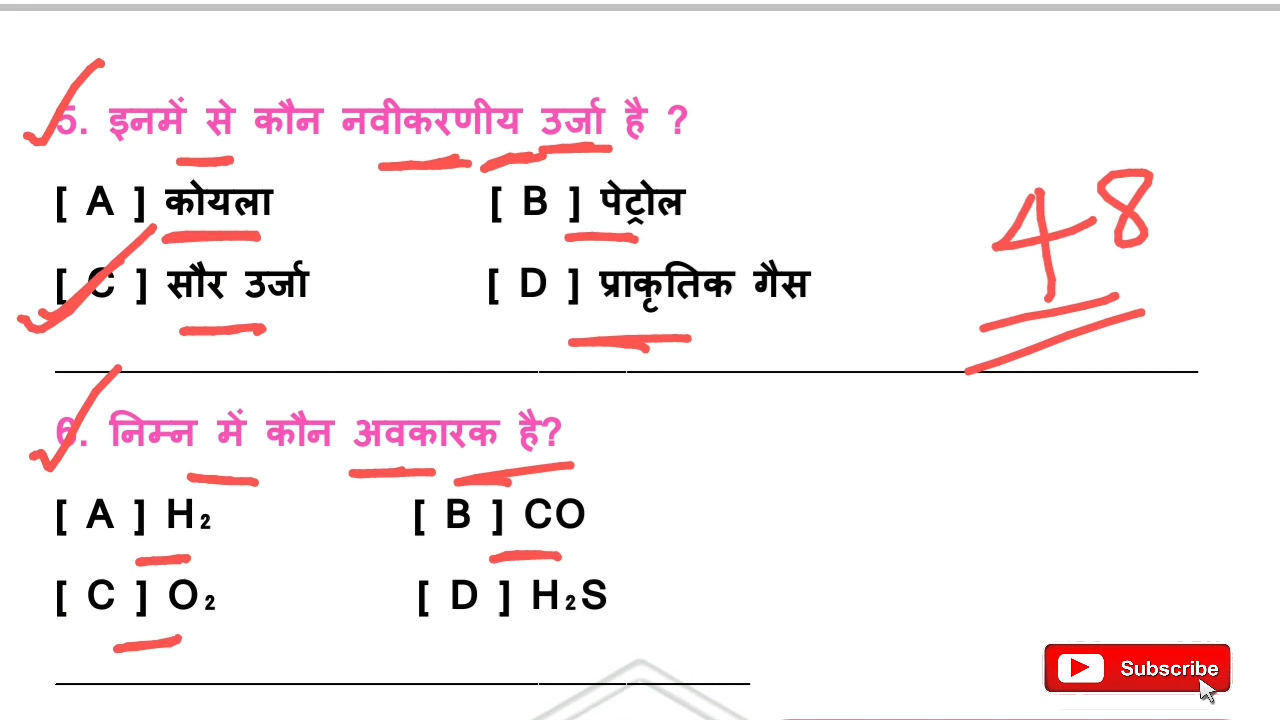 5. इनमें से कौन नवीकरणीय उर्जा है ?
[ A ] कोयला [ B ] पेट्रोल
[ C ] सौर उर्जा [ D ] प्राकृतिक गैस
48
6. निम्न में कौन अवकारक है?
[ A ] H₂ [ B ] CO
[ C ] O₂ [ D ] H₂S
Subscribe